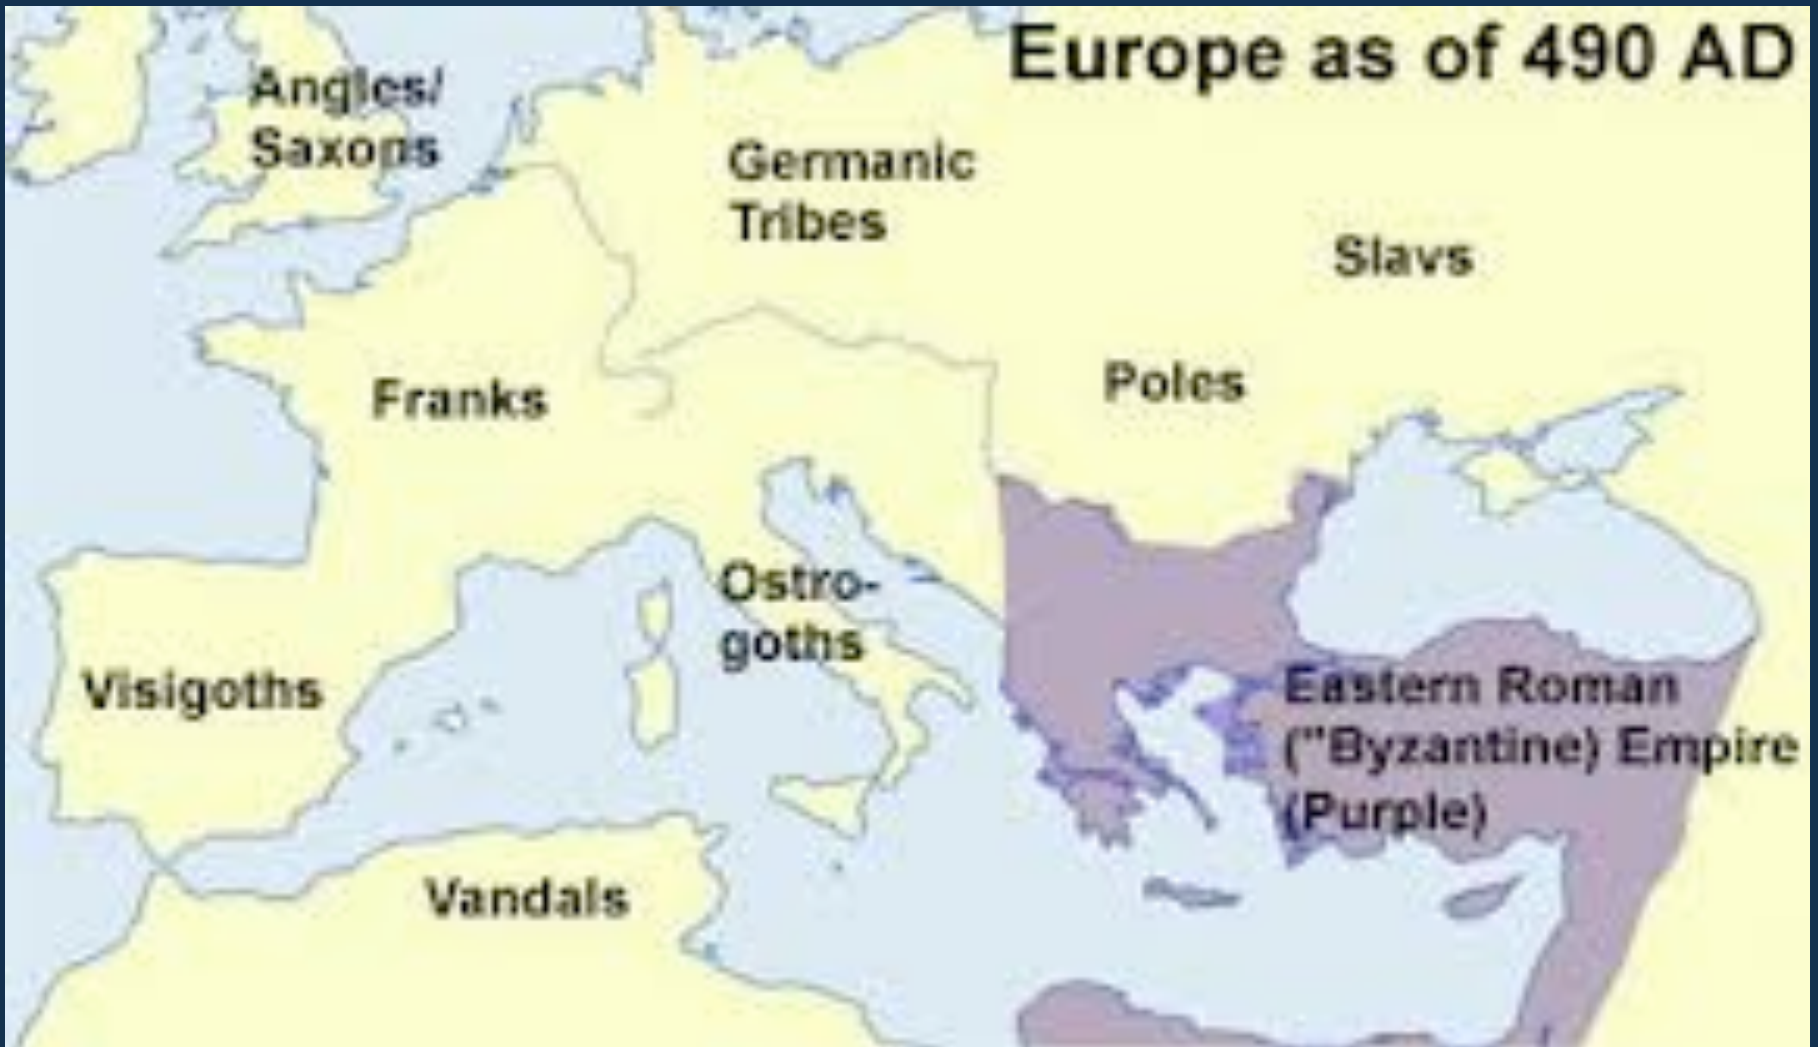 Europe as of 490 AD
Angles/
Saxons
Germanic
Tribes
Slavs
Poles
Franks
Ostro-
goths
Visigoths
Eastern Roman
("Byzantine) Empire
(Purple)
Vandals